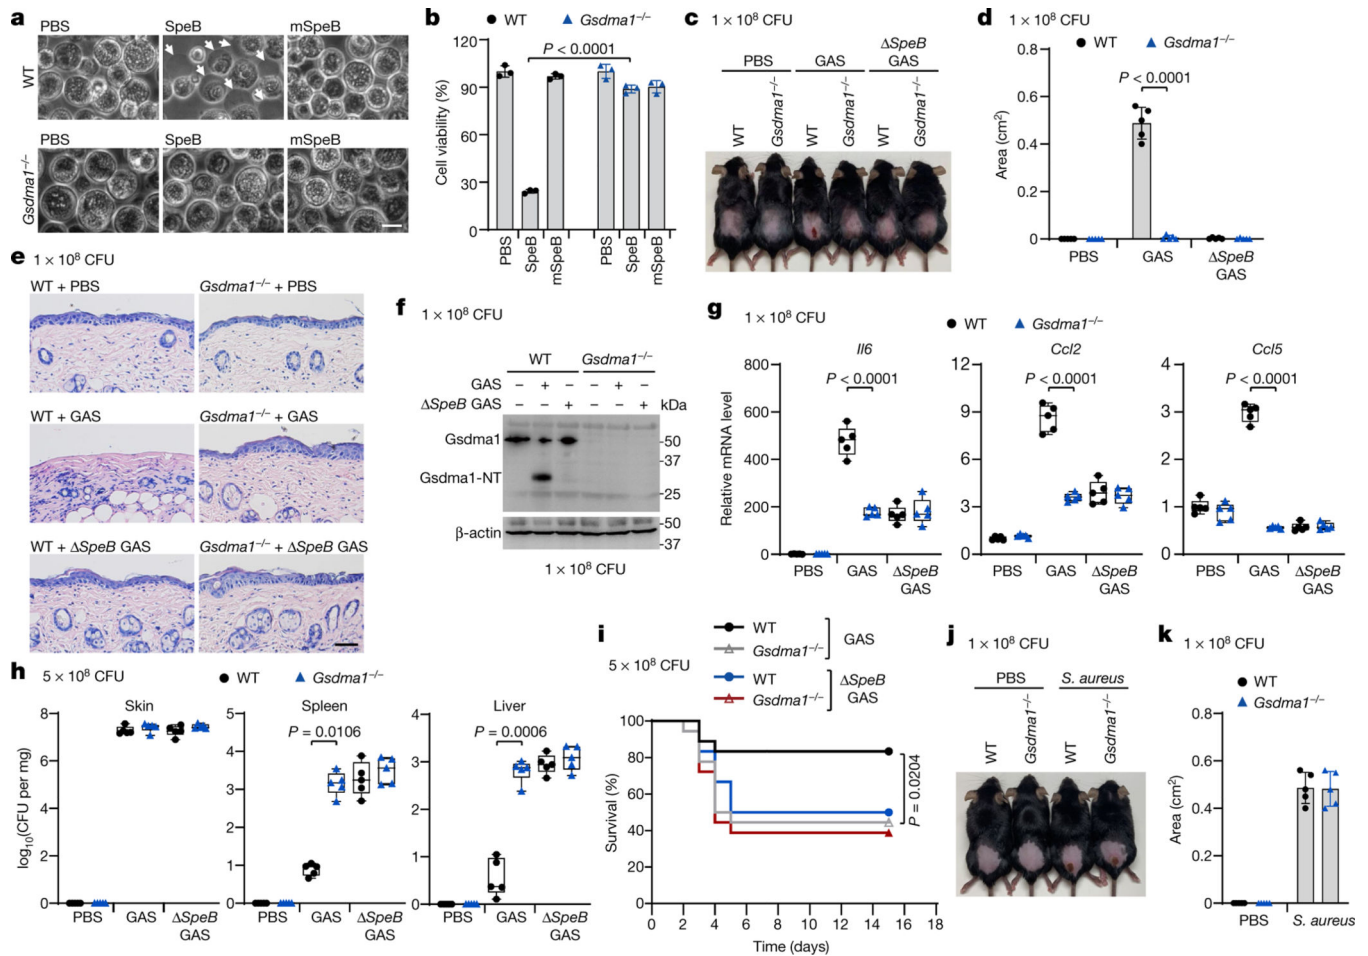 a
PBS
SpeB
mSpeB
WT
PBS
SpeB
mSpeB
Gsdma1⁻/⁻
b
WT
Gsdma1⁻/⁻
P < 0.0001
120
90
60
30
0
Cell viability (%)
PBS
SpeB
mSpeB
PBS
SpeB
mSpeB
c
1 × 10⁸ CFU
ΔSpeB
PBS
GAS
GAS
WT
Gsdma1⁻/⁻
WT
Gsdma1⁻/⁻
WT
Gsdma1⁻/⁻
d
1 × 10⁸ CFU
WT
Gsdma1⁻/⁻
P < 0.0001
0.8
0.6
0.4
0.2
0
Area (cm²)
PBS
GAS
ΔSpeB
GAS
e
1 × 10⁸ CFU
WT + PBS
Gsdma1⁻/⁻ + PBS
WT + GAS
Gsdma1⁻/⁻ + GAS
WT + ΔSpeB GAS
Gsdma1⁻/⁻ + ΔSpeB GAS
f
1 × 10⁸ CFU
WT
Gsdma1⁻/⁻
GAS – + – – + –
ΔSpeB GAS – – + – – + kDa
Gsdma1
-50
-37
Gsdma1-NT
-25
β-actin
-50
-37
1 × 10⁸ CFU
g
1 × 10⁸ CFU
WT
Gsdma1⁻/⁻
Il6
Ccl2
Ccl5
Relative mRNA level
800
600
400
200
0
P < 0.0001
PBS
GAS
ΔSpeB
GAS
12
9
6
3
0
P < 0.0001
PBS
GAS
ΔSpeB
GAS
4
3
2
1
0
P < 0.0001
PBS
GAS
ΔSpeB
GAS
h
5 × 10⁸ CFU
WT
Gsdma1⁻/⁻
Skin
Spleen
Liver
log₁₀(CFU per mg)
8
6
4
2
0
PBS
GAS
ΔSpeB
GAS
5
4
3
2
1
0
P = 0.0106
PBS
GAS
ΔSpeB
GAS
4
3
2
1
0
P = 0.0006
PBS
GAS
ΔSpeB
GAS
i
5 × 10⁸ CFU
WT
Gsdma1⁻/⁻
GAS
WT
Gsdma1⁻/⁻
ΔSpeB
GAS
Survival (%)
100
80
60
40
20
0
P = 0.0204
0 2 4 6 8 10 12 14 16 18
Time (days)
j
1 × 10⁸ CFU
PBS
S. aureus
WT
Gsdma1⁻/⁻
WT
Gsdma1⁻/⁻
k
1 × 10⁸ CFU
WT
Gsdma1⁻/⁻
0.8
0.6
0.4
0.2
0
Area (cm²)
PBS
S. aureus